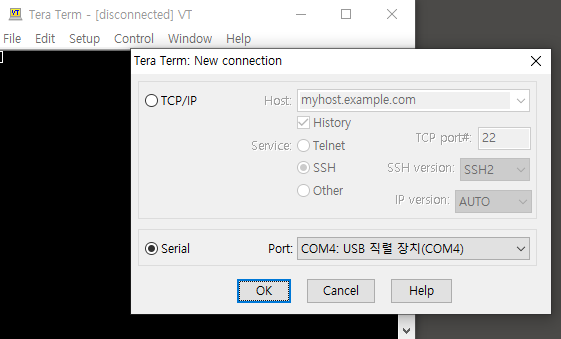 VT Tera Term - [disconnected] VT
File Edit Setup Control Window Help
Tera Term: New connection
TCP/IP
Host: myhost.example.com
History
Service: Telnet
TCP port#: 22
SSH
SSH version: SSH2
Other
IP version: AUTO
Serial
Port: COM4: USB 직렬 장치(COM4)
OK Cancel Help